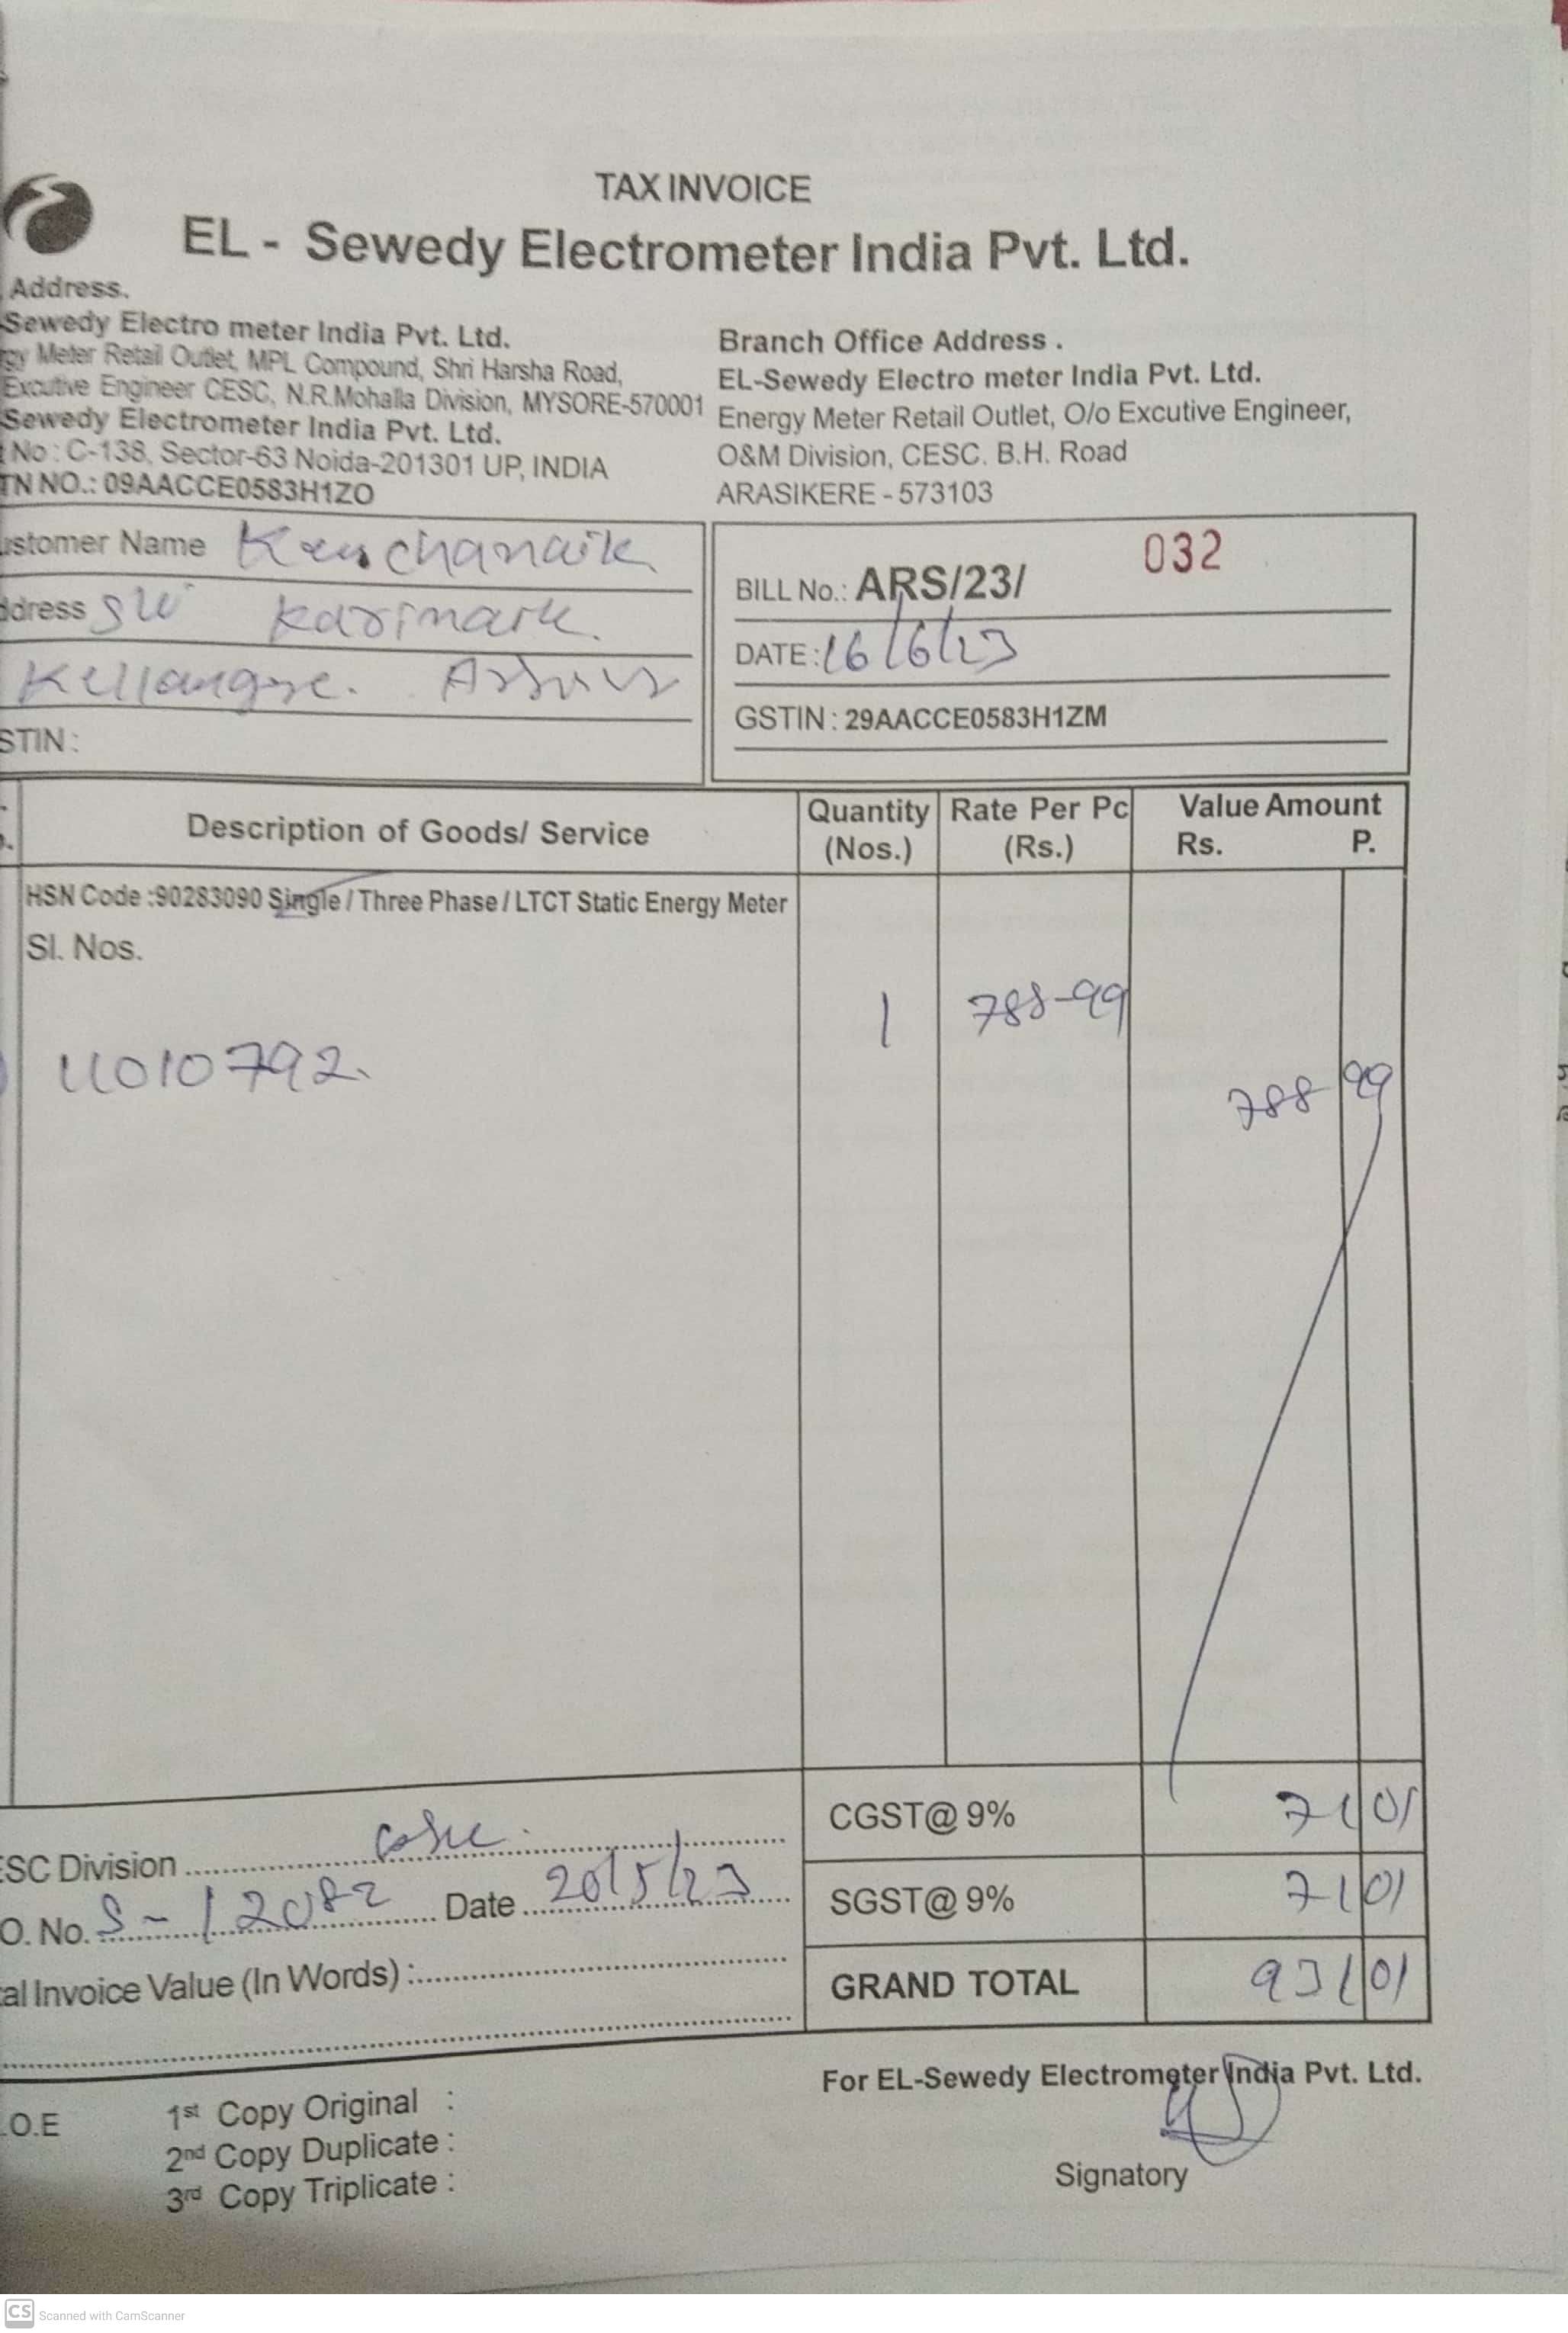 TAX INVOICE
EL - Sewedy Electrometer India Pvt. Ltd.
Address.
Sewedy Electro meter India Pvt. Ltd.
gy Meter Retail Outlet, MPL Compound, Shri Harsha Road,
Excutive Engineer CESC, N.R.Mohalla Division, MYSORE-570001
Sewedy Electrometer India Pvt. Ltd.
No : C-138, Sector-63 Noida-201301 UP, INDIA
TN NO.: 09AACCE0583H1ZO
Branch Office Address .
EL-Sewedy Electro meter India Pvt. Ltd.
Energy Meter Retail Outlet, O/o Excutive Engineer,
O&M Division, CESC. B.H. Road
ARASIKERE - 573103
ustomer Name Kenchanaik
ddress
STIN :
BILL No.: ARS/23/ 032
DATE : 16/6/23
GSTIN : 29AACCE0583H1ZM
Description of Goods/ Service
Quantity (Nos.)
Rate Per Pc (Rs.)
Value Amount
Rs. P.
HSN Code :90283090 Single / Three Phase / LTCT Static Energy Meter
Sl. Nos.
1 788-99
11010792.
788 99
CGST@ 9% 71 01
SGST@ 9% 71 01
GRAND TOTAL 931 01
ESC Division
O. No. S-12082 Date 20/5/23
al Invoice Value (In Words) :
For EL-Sewedy Electrometer India Pvt. Ltd.
.O.E
1st Copy Original :
2nd Copy Duplicate :
3rd Copy Triplicate :
Signatory
CS Scanned with CamScanner